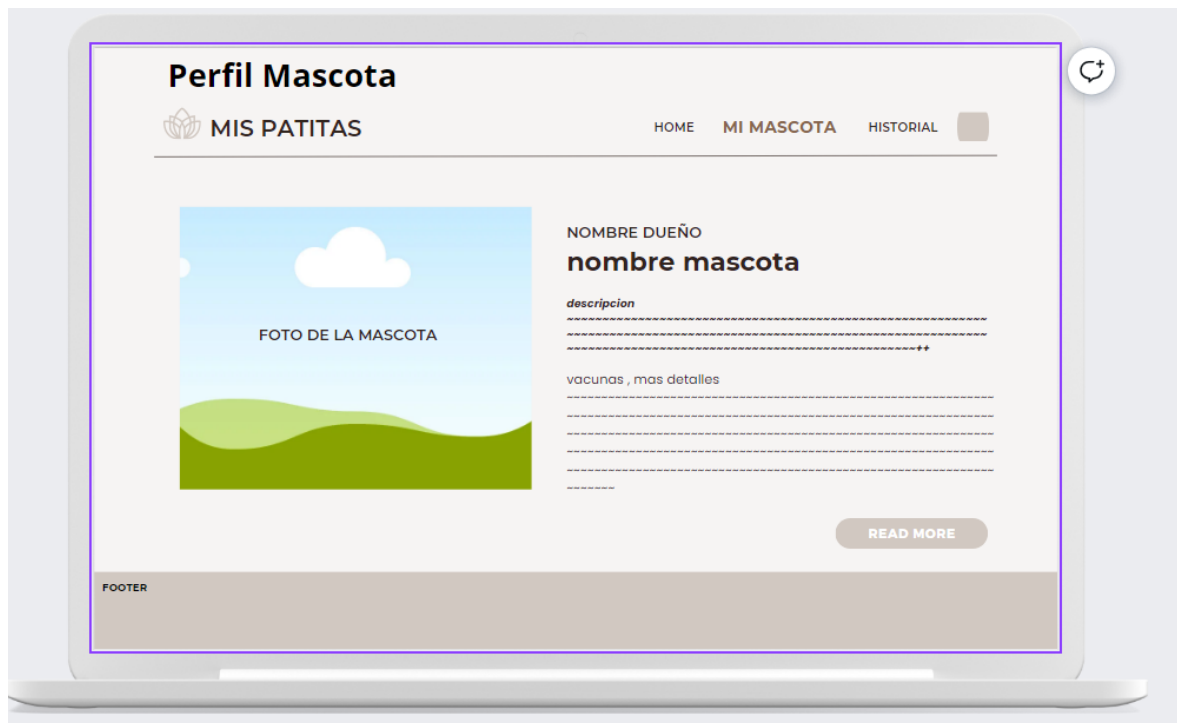 Perfil Mascota
MIS PATITAS
HOME MI MASCOTA HISTORIAL
FOTO DE LA MASCOTA
NOMBRE DUEÑO
nombre mascota
descripcion
~~~~~~~~~~~~~~~~~~~~~~~~~~~~~~~~~~~~~~~~~~~~~~~~~~~~~~~~~~~~
~~~~~~~~~~~~~~~~~~~~~~~~~~~~~~~~~~~~~~~~~~~~~~~~~~~~~~~~~~~~
~~~~~~~~~~~~~~~~~~~~~~~~~~~~~~~~~~~~~~~~~~~~~~~~~~++
vacunas , mas detalles
~~~~~~~~~~~~~~~~~~~~~~~~~~~~~~~~~~~~~~~~~~~~~~~~~~~~~~~~~~~~~~
~~~~~~~~~~~~~~~~~~~~~~~~~~~~~~~~~~~~~~~~~~~~~~~~~~~~~~~~~~~~~~
~~~~~~~~~~~~~~~~~~~~~~~~~~~~~~~~~~~~~~~~~~~~~~~~~~~~~~~~~~~~~~
~~~~~~~~~~~~~~~~~~~~~~~~~~~~~~~~~~~~~~~~~~~~~~~~~~~~~~~~~~~~~~
~~~~~~~~~~~~~~~~~~~~~~~~~~~~~~~~~~~~~~~~~~~~~~~~~~~~~~~~~~~~~~
~~~~~~~
READ MORE
FOOTER